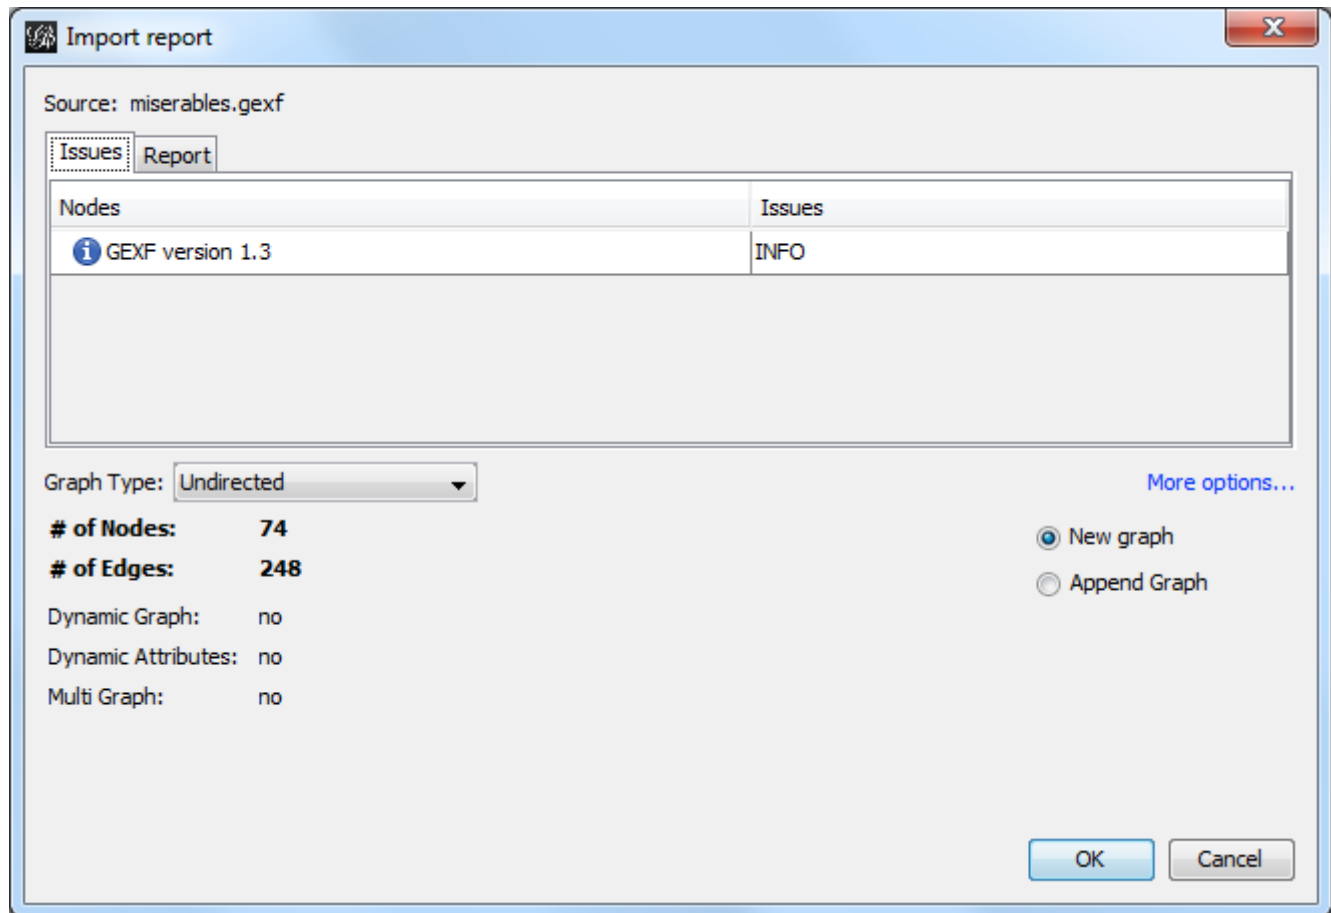 Import report
Source: miserables.gexf
Issues Report
Nodes Issues
GEXF version 1.3 INFO
Graph Type: Undirected More options...
# of Nodes: 74
New graph
# of Edges: 248
Append Graph
Dynamic Graph: no
Dynamic Attributes: no
Multi Graph: no
OK Cancel